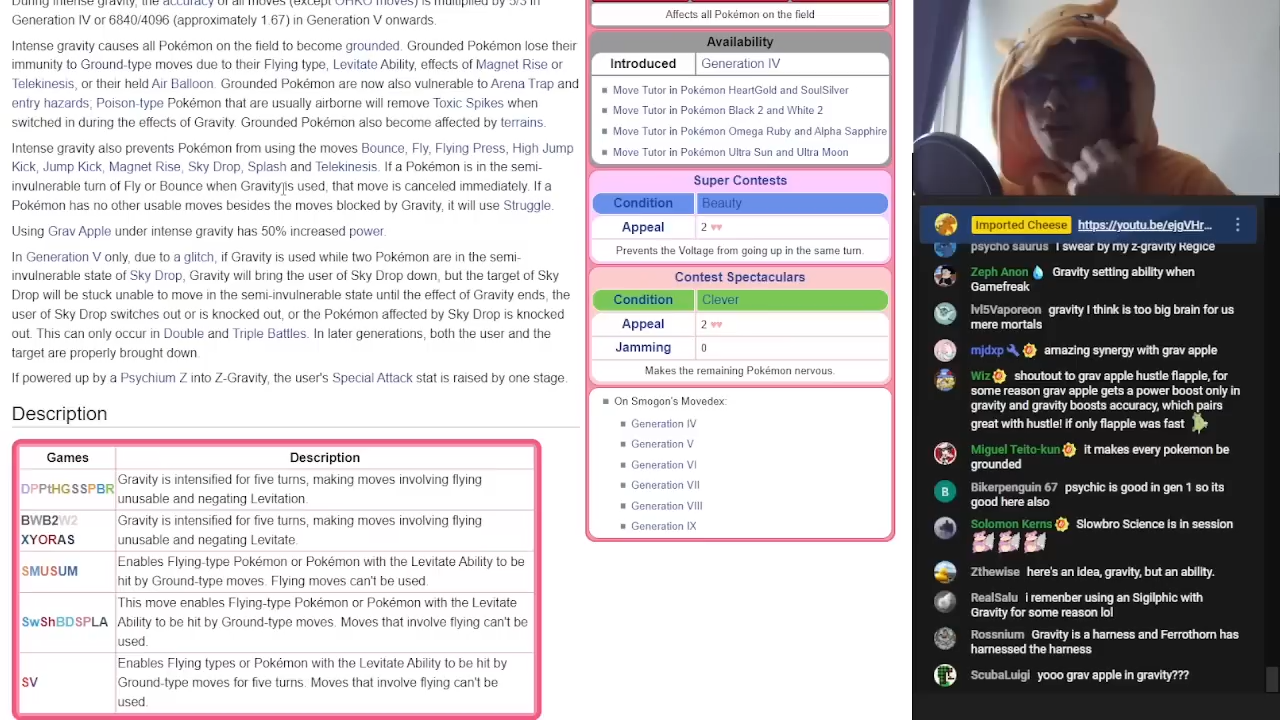 During intense gravity, the accuracy of all moves (except OHKO moves) is multiplied by 5/3 in
Generation IV or 6840/4096 (approximately 1.67) in Generation V onwards.
Intense gravity causes all Pokémon on the field to become grounded. Grounded Pokémon lose their
immunity to Ground-type moves due to their Flying type, Levitate Ability, effects of Magnet Rise or
Telekinesis, or their held Air Balloon. Grounded Pokémon are now also vulnerable to Arena Trap and
entry hazards; Poison-type Pokémon that are usually airborne will remove Toxic Spikes when
switched in during the effects of Gravity. Grounded Pokémon also become affected by terrains.
Intense gravity also prevents Pokémon from using the moves Bounce, Fly, Flying Press, High Jump
Kick, Jump Kick, Magnet Rise, Sky Drop, Splash and Telekinesis. If a Pokémon is in the semi-
invulnerable turn of Fly or Bounce when Gravity is used, that move is canceled immediately. If a
Pokémon has no other usable moves besides the moves blocked by Gravity, it will use Struggle.
Using Grav Apple under intense gravity has 50% increased power.
In Generation V only, due to a glitch, if Gravity is used while two Pokémon are in the semi-
invulnerable state of Sky Drop, Gravity will bring the user of Sky Drop down, but the target of Sky
Drop will be stuck unable to move in the semi-invulnerable state until the effect of Gravity ends, the
user of Sky Drop switches out or is knocked out, or the Pokémon affected by Sky Drop is knocked
out. This can only occur in Double and Triple Battles. In later generations, both the user and the
target are properly brought down.
If powered up by a Psychium Z into Z-Gravity, the user's Special Attack stat is raised by one stage.
Description
Games Description
DPPtHGSSPBR Gravity is intensified for five turns, making moves involving flying
unusable and negating Levitation.
BWB2W2 Gravity is intensified for five turns, making moves involving flying
XYORAS unusable and negating Levitate.
SMUSUM Enables Flying-type Pokémon or Pokémon with the Levitate Ability to be
hit by Ground-type moves. Flying moves can't be used.
SwShBDSPLA This move enables Flying-type Pokémon or Pokémon with the Levitate
Ability to be hit by Ground-type moves. Moves that involve flying can't be
used.
SV Enables Flying types or Pokémon with the Levitate Ability to be hit by
Ground-type moves for five turns. Moves that involve flying can't be
used.
Affects all Pokémon on the field
Availability
Introduced Generation IV
Move Tutor in Pokémon HeartGold and SoulSilver
Move Tutor in Pokémon Black 2 and White 2
Move Tutor in Pokémon Omega Ruby and Alpha Sapphire
Move Tutor in Pokémon Ultra Sun and Ultra Moon
Super Contests
Condition Beauty
Appeal 2 ♥♥
Prevents the Voltage from going up in the same turn.
Contest Spectaculars
Condition Clever
Appeal 2 ♥♥
Jamming 0
Makes the remaining Pokémon nervous.
On Smogon's Movedex:
Generation IV
Generation V
Generation VI
Generation VII
Generation VIII
Generation IX
Imported Cheese https://youtu.be/ejgVHr...
psycho saurus I swear by my z-gravity Regice
Zeph Anon Gravity setting ability when
Gamefreak
lvl5Vaporeon gravity I think is too big brain for us
mere mortals
mjdxp amazing synergy with grav apple
Wiz shoutout to grav apple hustle flapple, for
some reason grav apple gets a power boost only in
gravity and gravity boosts accuracy, which pairs
great with hustle! if only flapple was fast
Miguel Teito-kun it makes every pokemon be
grounded
B Bikerpenguin 67 psychic is good in gen 1 so its
good here also
Solomon Kerns Slowbro Science is in session
Zthewise here's an idea, gravity, but an ability.
RealSalu i remenber using an Sigilphic with
Gravity for some reason lol
Rossnium Gravity is a harness and Ferrothorn has
harnessed the harness
ScubaLuigi yooo grav apple in gravity???